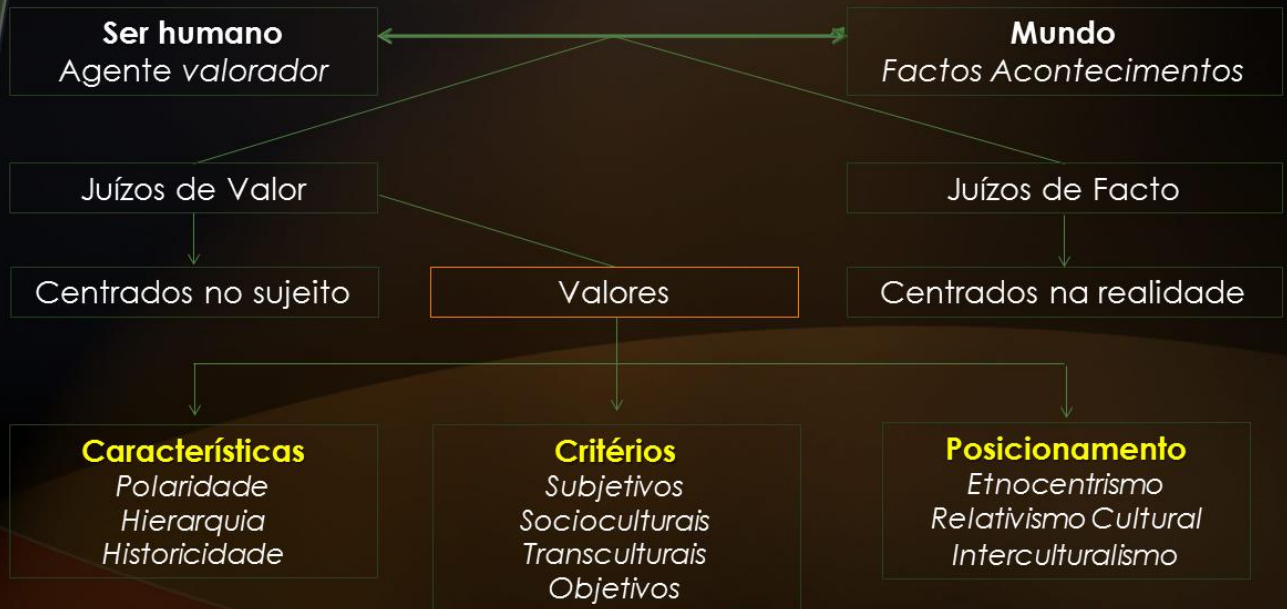 Ser humano
Agente valorador
Mundo
Factos Acontecimentos
Juízos de Valor
Juízos de Facto
Centrados no sujeito
Valores
Centrados na realidade
Características
Polaridade
Hierarquia
Historicidade
Critérios
Subjetivos
Socioculturais
Transculturais
Objetivos
Posicionamento
Etnocentrismo
Relativismo Cultural
Interculturalismo